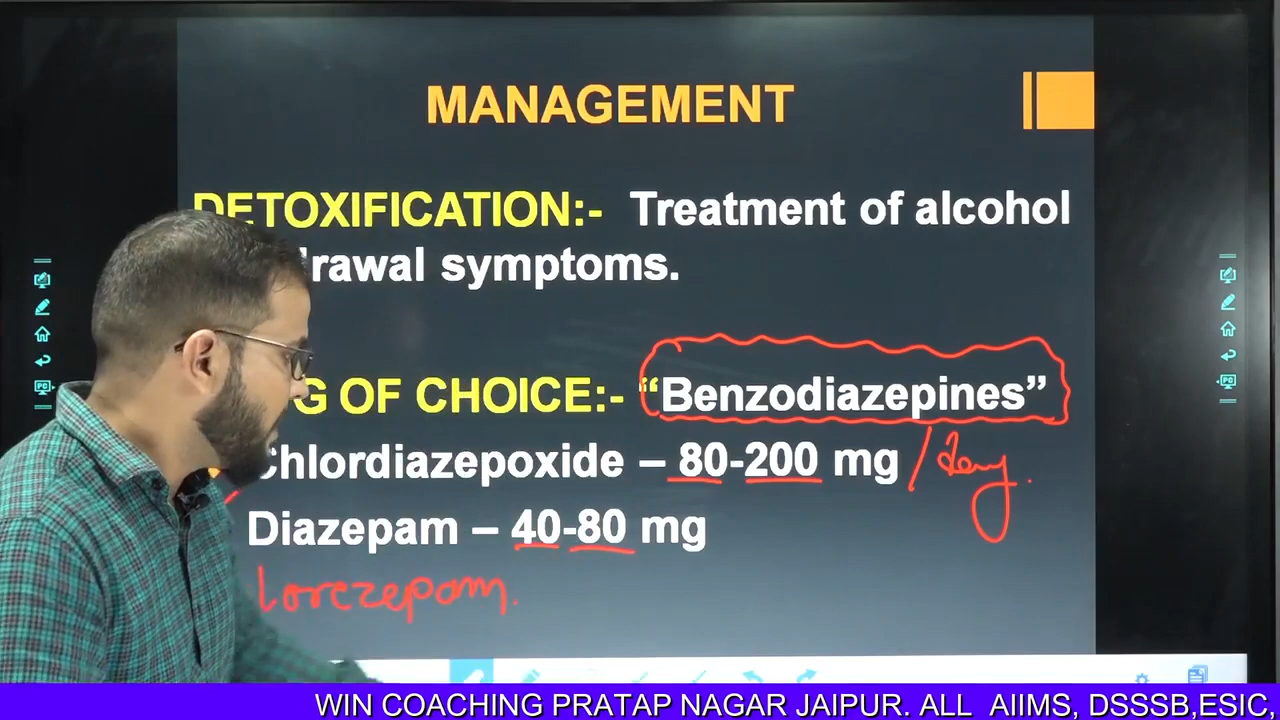 MANAGEMENT
DETOXIFICATION:- Treatment of alcohol
drawal symptoms.
G OF CHOICE:- “Benzodiazepines”
Chlordiazepoxide – 80-200 mg /day.
Diazepam – 40-80 mg
lorezepam.
WIN COACHING PRATAP NAGAR JAIPUR. ALL AIIMS, DSSSB,ESIC,